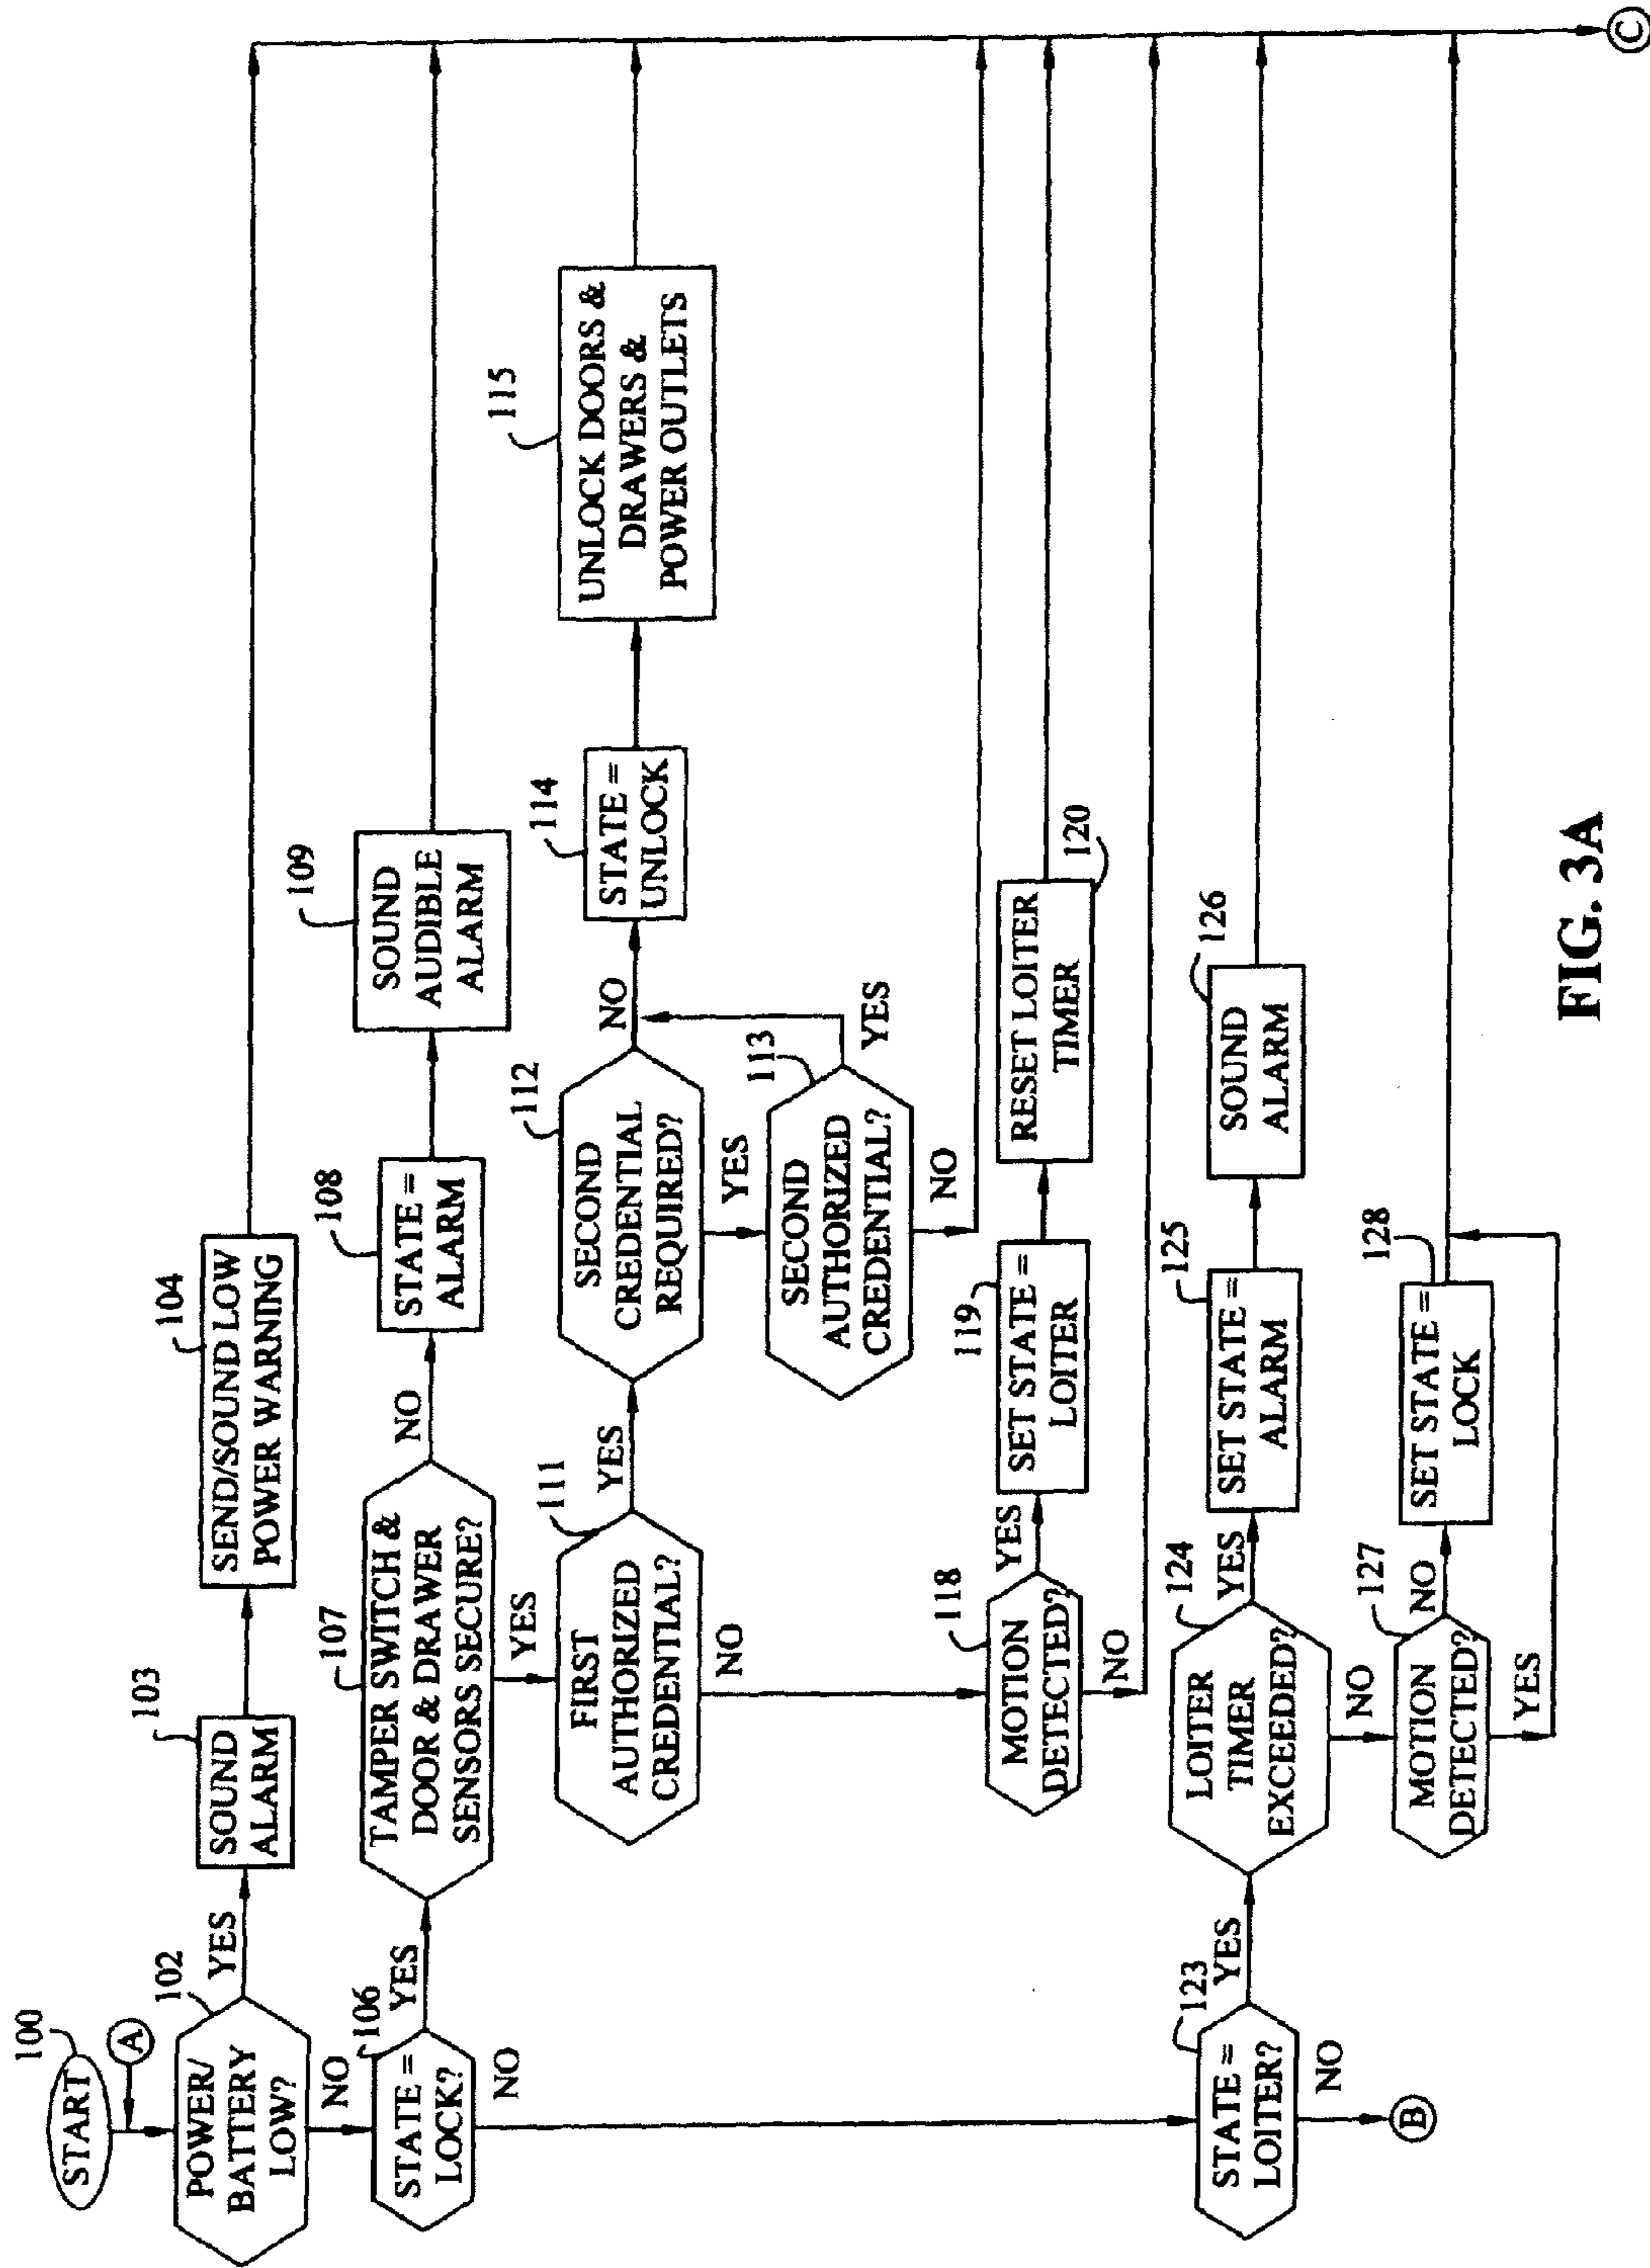 100
START
A
POWER/
BATTERY
LOW?
102
YES
NO
103
SOUND
ALARM
104
SEND/SOUND LOW
POWER WARNING
106
STATE =
LOCK?
YES
NO
107
TAMPER SWITCH &
DOOR & DRAWER
SENSORS SECURE?
NO
YES
108
STATE =
ALARM
109
SOUND
AUDIBLE
ALARM
111
FIRST
AUTHORIZED
CREDENTIAL?
YES
NO
112
SECOND
CREDENTIAL
REQUIRED?
NO
YES
113
SECOND
AUTHORIZED
CREDENTIAL?
YES
NO
114
STATE =
UNLOCK
115
UNLOCK DOORS &
DRAWERS &
POWER OUTLETS
118
MOTION
DETECTED?
YES
NO
119
SET STATE =
LOITER
RESET LOITER
TIMER
120
123
STATE =
LOITER?
YES
NO
B
124
LOITER
TIMER
EXCEEDED?
YES
NO
125
SET STATE =
ALARM
126
SOUND
ALARM
127
MOTION
DETECTED?
NO
YES
128
SET STATE =
LOCK
C
FIG. 3A